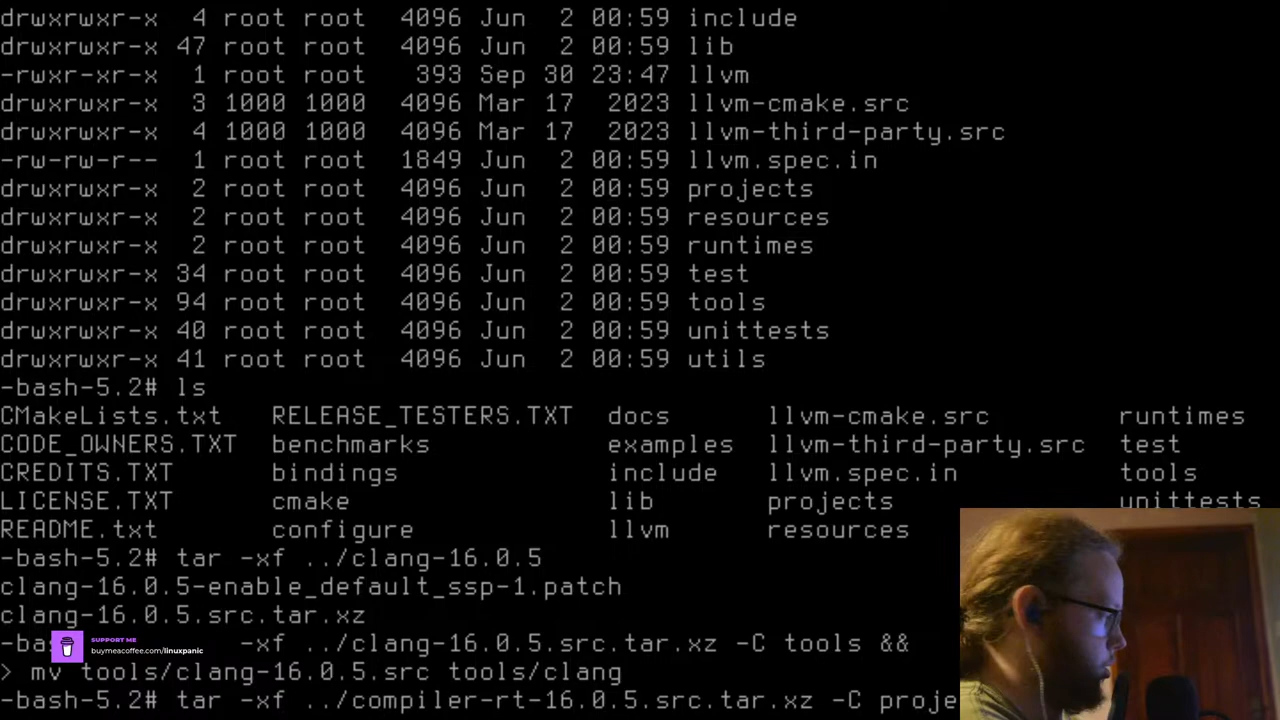 drwxrwxr-x  4 root root  4096 Jun  2 00:59 include
drwxrwxr-x 47 root root  4096 Jun  2 00:59 lib
-rwxr-xr-x  1 root root   393 Sep 30 23:47 llvm
drwxrwxr-x  3 1000 1000  4096 Mar 17  2023 llvm-cmake.src
drwxrwxr-x  4 1000 1000  4096 Mar 17  2023 llvm-third-party.src
-rw-rw-r--  1 root root  1849 Jun  2 00:59 llvm.spec.in
drwxrwxr-x  2 root root  4096 Jun  2 00:59 projects
drwxrwxr-x  2 root root  4096 Jun  2 00:59 resources
drwxrwxr-x  2 root root  4096 Jun  2 00:59 runtimes
drwxrwxr-x 34 root root  4096 Jun  2 00:59 test
drwxrwxr-x 94 root root  4096 Jun  2 00:59 tools
drwxrwxr-x 40 root root  4096 Jun  2 00:59 unittests
drwxrwxr-x 41 root root  4096 Jun  2 00:59 utils
-bash-5.2# ls
CMakeLists.txt   RELEASE_TESTERS.TXT  docs      llvm-cmake.src        runtimes
CODE_OWNERS.TXT  benchmarks           examples  llvm-third-party.src  test
CREDITS.TXT      bindings             include   llvm.spec.in          tools
LICENSE.TXT      cmake                lib       projects              unittests
README.txt       configure            llvm      resources
-bash-5.2# tar -xf ../clang-16.0.5
clang-16.0.5-enable_default_ssp-1.patch
clang-16.0.5.src.tar.xz
-ba -xf ../clang-16.0.5.src.tar.xz -C tools &&
SUPPORT ME
buymeacoffee.com/linuxpanic
> mv tools/clang-16.0.5.src tools/clang
-bash-5.2# tar -xf ../compiler-rt-16.0.5.src.tar.xz -C proje